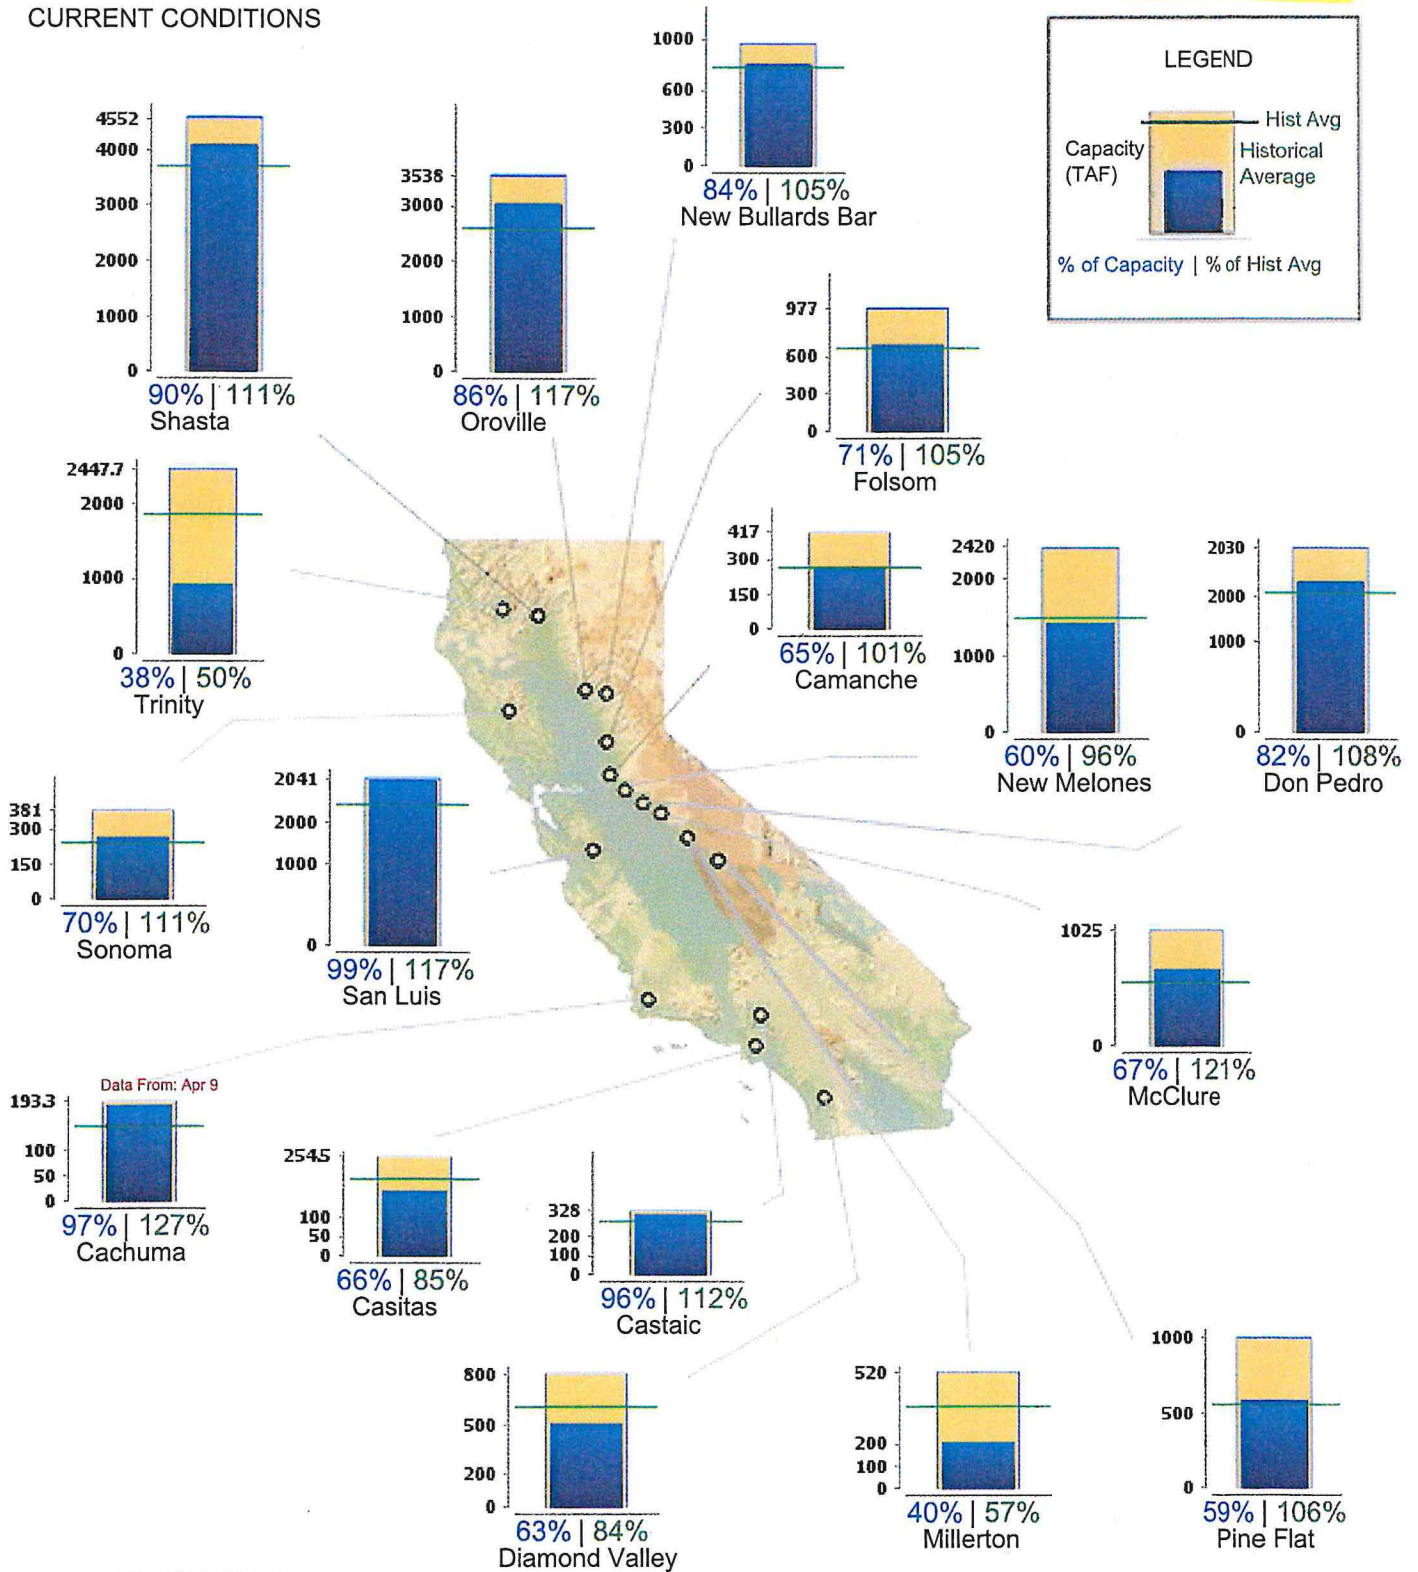 CURRENT CONDITIONS
LEGEND
Hist Avg
Capacity
(TAF)
Historical
Average
% of Capacity | % of Hist Avg
1000
600
300
0
84% | 105%
New Bullards Bar
4552
4000
3000
2000
1000
0
90% | 111%
Shasta
3538
3000
2000
1000
0
86% | 117%
Oroville
977
600
300
0
71% | 105%
Folsom
2447.7
2000
1000
0
38% | 50%
Trinity
417
300
150
0
65% | 101%
Camanche
2420
2000
1000
0
60% | 96%
New Melones
2030
2000
1000
0
82% | 108%
Don Pedro
381
300
150
0
70% | 111%
Sonoma
2041
2000
1000
0
99% | 117%
San Luis
1025
0
67% | 121%
McClure
Data From: Apr 9
193.3
100
50
0
97% | 127%
Cachuma
254.5
100
50
0
66% | 85%
Casitas
328
200
100
0
96% | 112%
Castaic
800
500
200
0
63% | 84%
Diamond Valley
520
200
100
0
40% | 57%
Millerton
1000
500
0
59% | 106%
Pine Flat